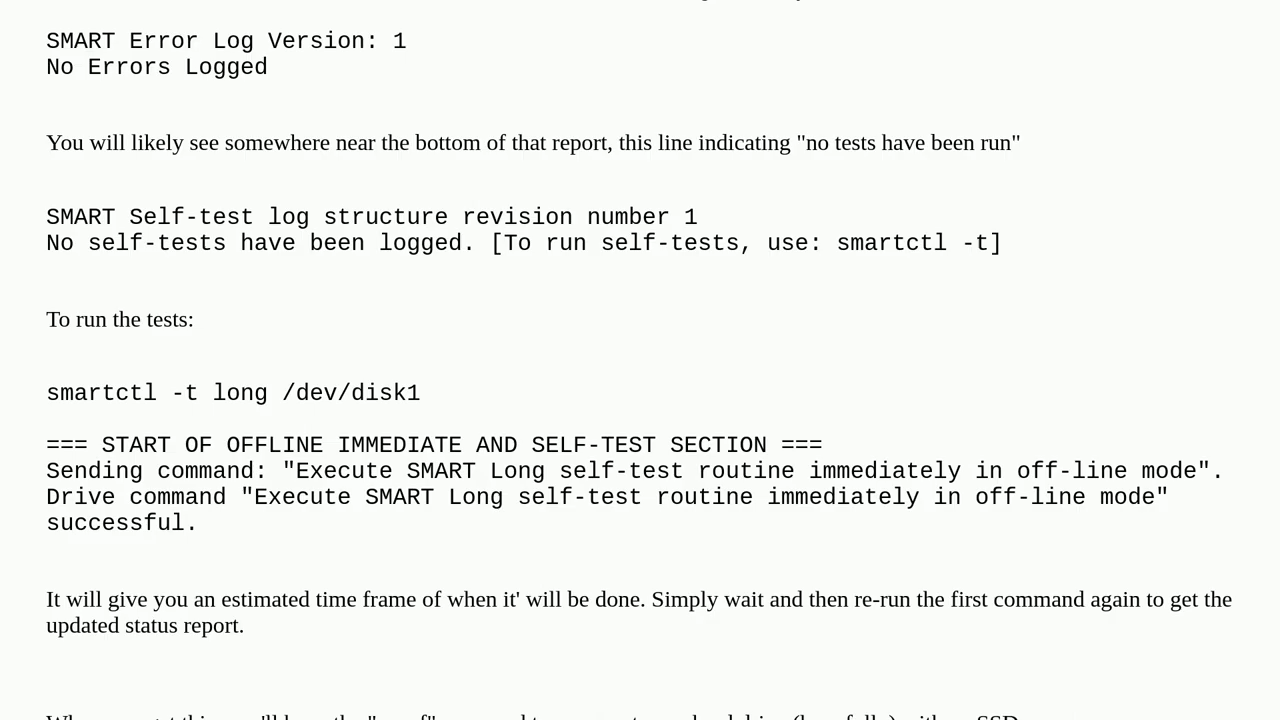 SMART Error Log Version: 1
No Errors Logged
You will likely see somewhere near the bottom of that report, this line indicating "no tests have been run"
SMART Self-test log structure revision number 1
No self-tests have been logged. [To run self-tests, use: smartctl -t]
To run the tests:
smartctl -t long /dev/disk1
=== START OF OFFLINE IMMEDIATE AND SELF-TEST SECTION ===
Sending command: "Execute SMART Long self-test routine immediately in off-line mode".
Drive command "Execute SMART Long self-test routine immediately in off-line mode"
successful.
It will give you an estimated time frame of when it' will be done. Simply wait and then re-run the first command again to get the
updated status report.